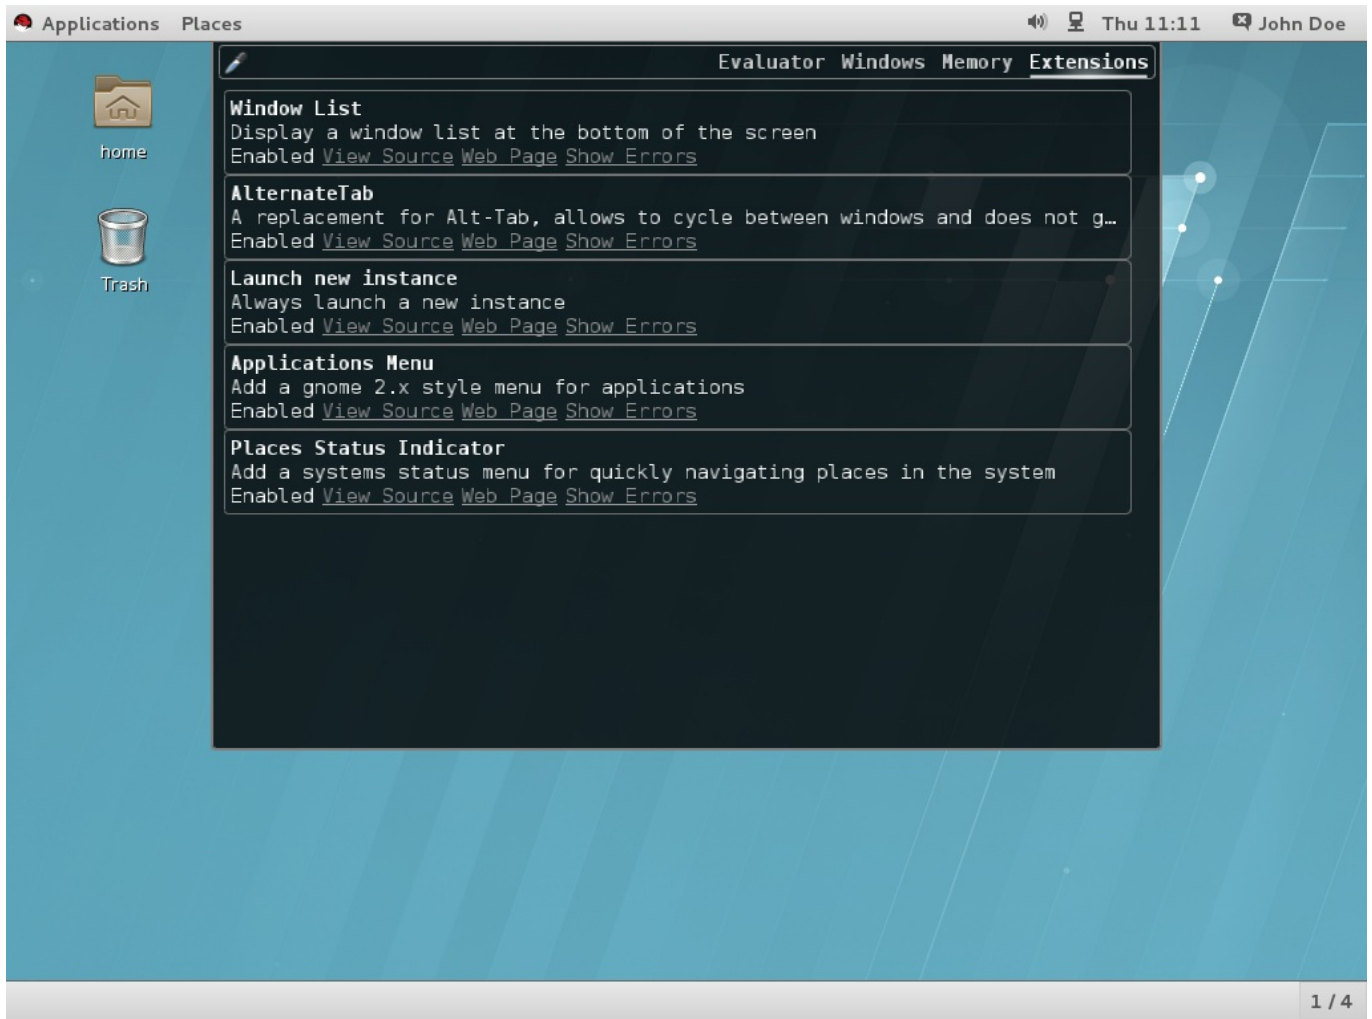 Applications Places Thu 11:11 John Doe
Evaluator Windows Memory Extensions
home
Trash
Window List
Display a window list at the bottom of the screen
Enabled View Source Web Page Show Errors
AlternateTab
A replacement for Alt-Tab, allows to cycle between windows and does not g…
Enabled View Source Web Page Show Errors
Launch new instance
Always launch a new instance
Enabled View Source Web Page Show Errors
Applications Menu
Add a gnome 2.x style menu for applications
Enabled View Source Web Page Show Errors
Places Status Indicator
Add a systems status menu for quickly navigating places in the system
Enabled View Source Web Page Show Errors
1 / 4